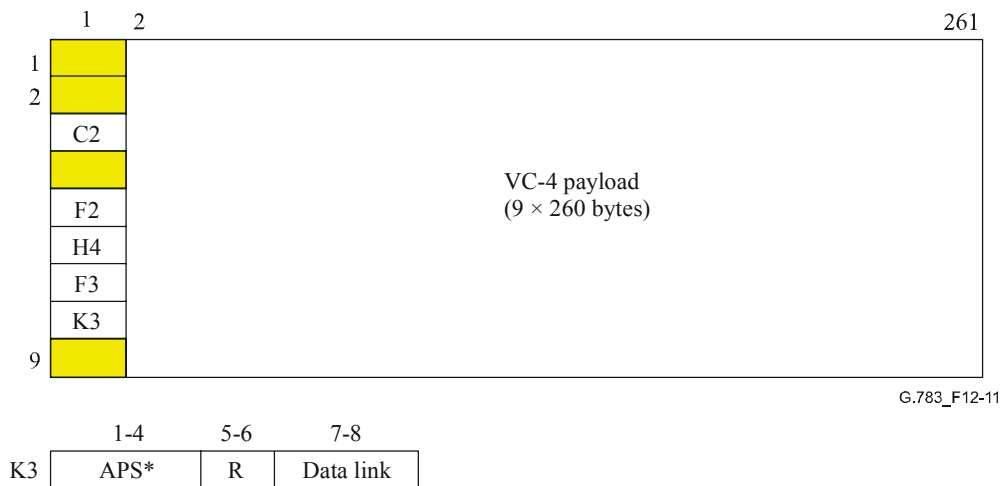 1 2 261
1
2
C2
VC-4 payload
(9 × 260 bytes)
F2
H4
F3
K3
9
G.783_F12-11
1-4 5-6 7-8
K3 APS* R Data link